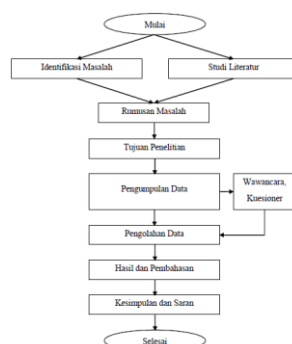 Mulai
Identifikasi Masalah
Studi Literatur
Rumusan Masalah
Tujuan Penelitian
Pengumpulan Data
Wawancara,
Kuesioner
Pengolahan Data
Hasil dan Pembahasan
Kesimpulan dan Saran
Selesai